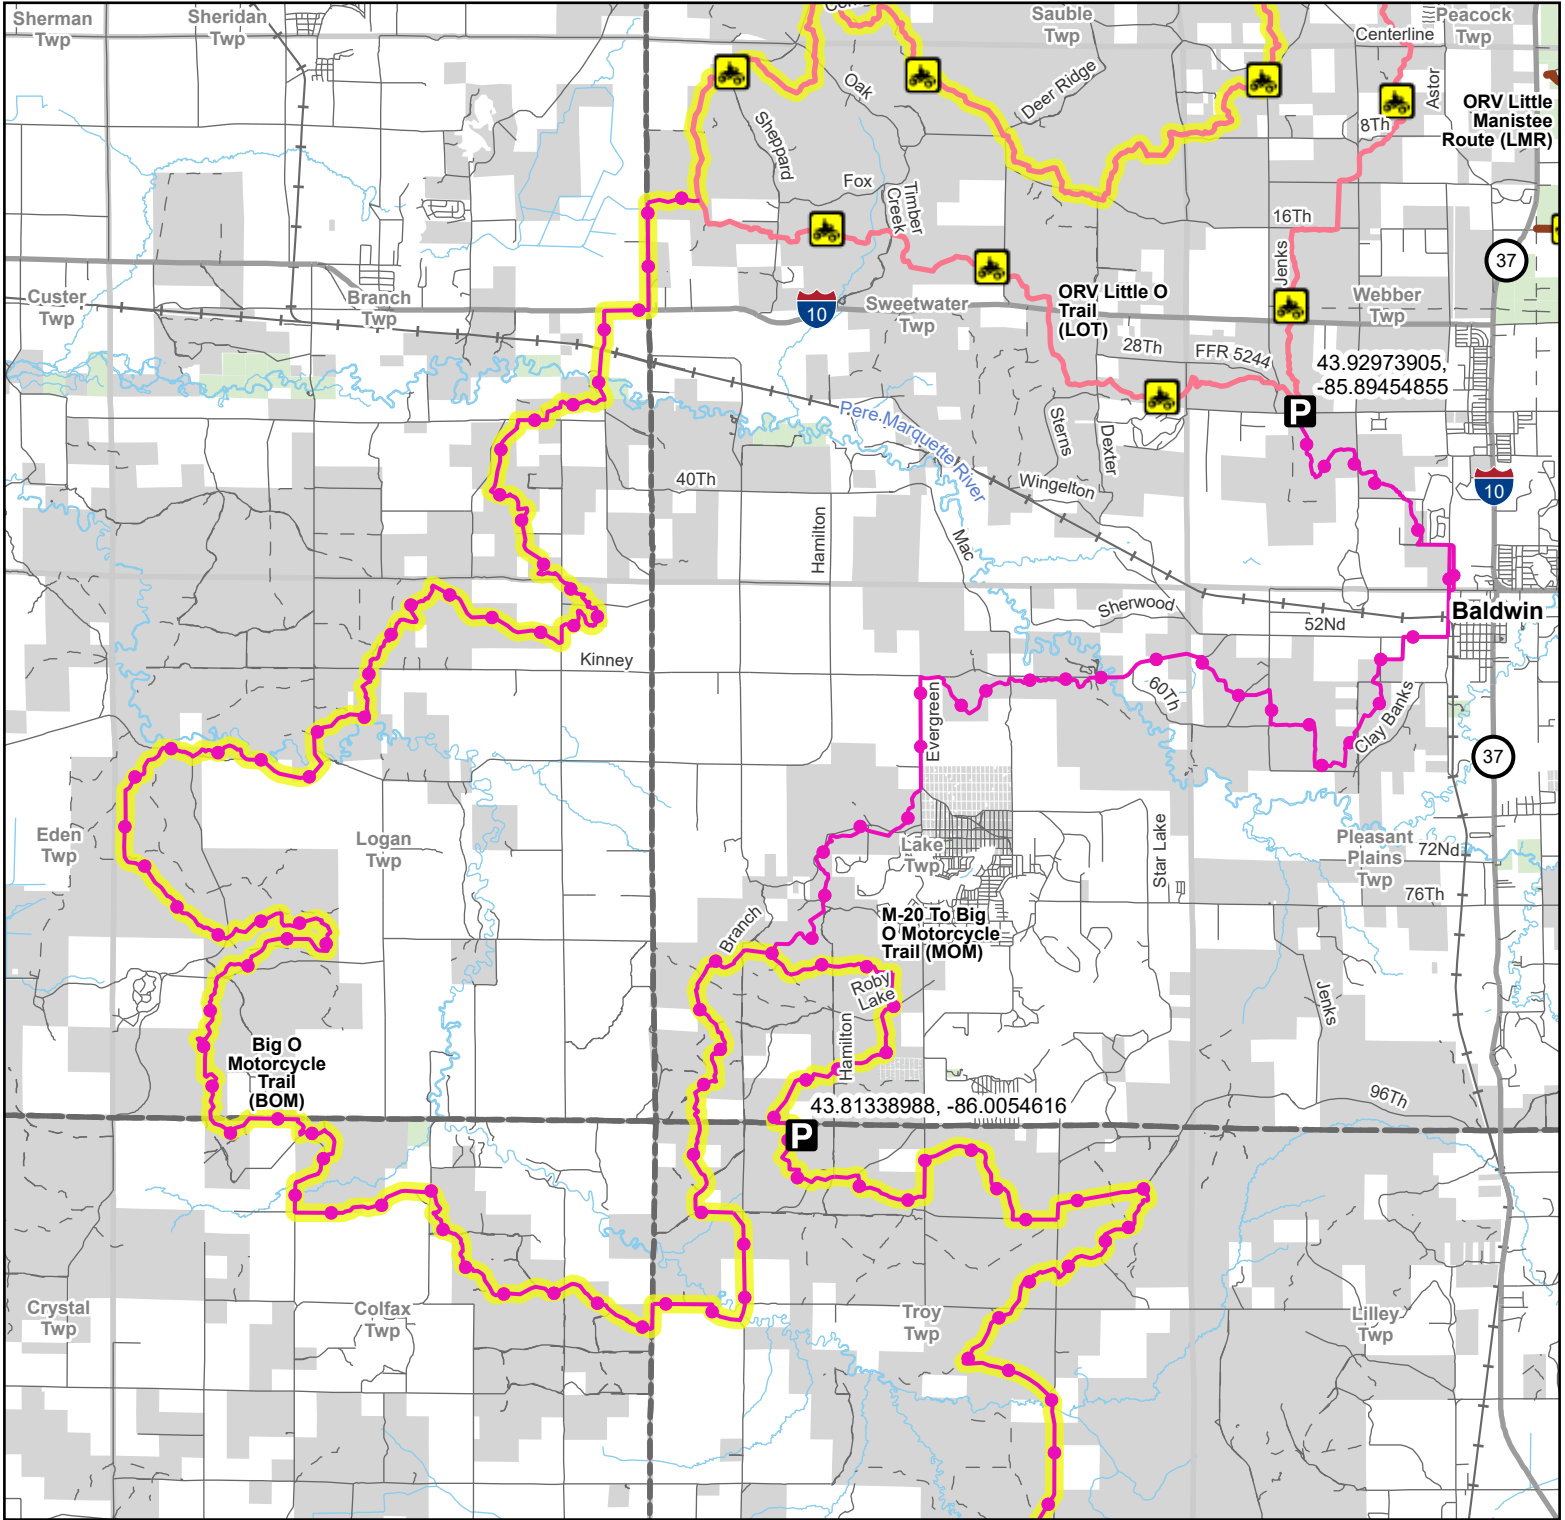 Sherman
Twp
Sheridan
Twp
Sauble
Twp
Peacock
Twp
Centerline
Astor
Oak
Deer Ridge
8Th
ORV Little
Manistee
Route (LMR)
Sheppard
Fox
Timber
Creek
16Th
Jenks
37
Custer
Twp
Branch
Twp
10
Sweetwater
Twp
ORV Little O
Trail
(LOT)
Webber
Twp
28Th
FFR 5244
43.92973905,
-85.89454855
P
Pere Marquette River
Sterns
Dexter
40Th
Wingelton
10
Hamilton
Mac
Sherwood
52Nd
Baldwin
Kinney
60Th
Evergreen
Clay Banks
37
Eden
Twp
Logan
Twp
Lake
Twp
Star Lake
Pleasant
Plains
Twp
72Nd
76Th
Branch
M-20 To Big
O Motorcycle
Trail (MOM)
Roby
Lake
Jenks
Hamilton
Big O
Motorcycle
Trail
(BOM)
43.81338988, -86.0054616
P
96Th
Crystal
Twp
Colfax
Twp
Troy
Twp
Lilley
Twp